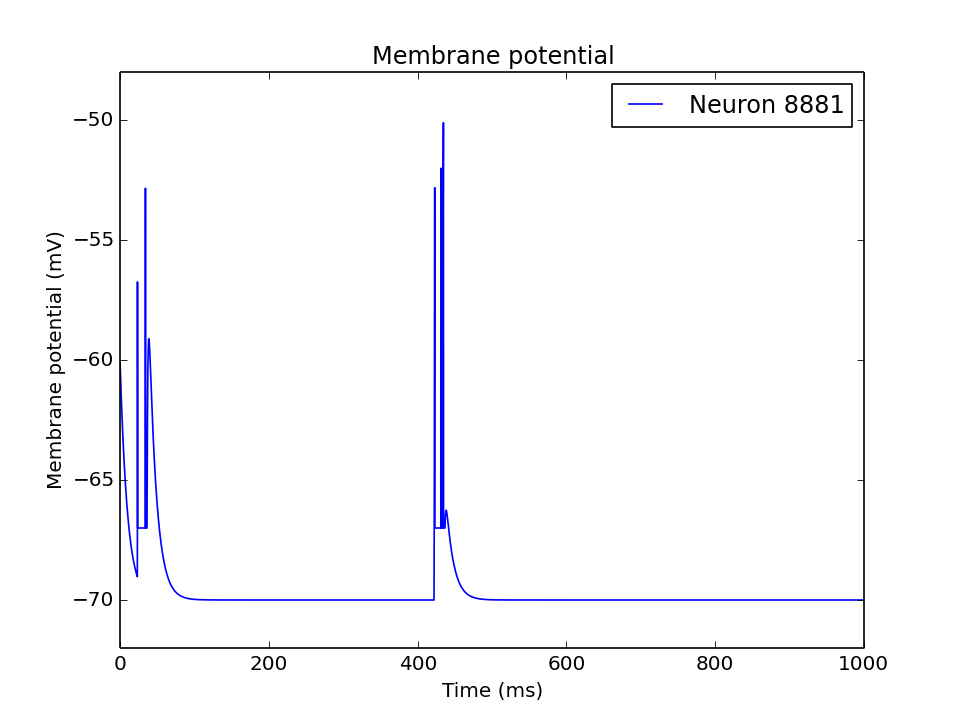 Membrane potential
Neuron 8881
Membrane potential (mV)
−50
−55
−60
−65
−70
0 200 400 600 800 1000
Time (ms)